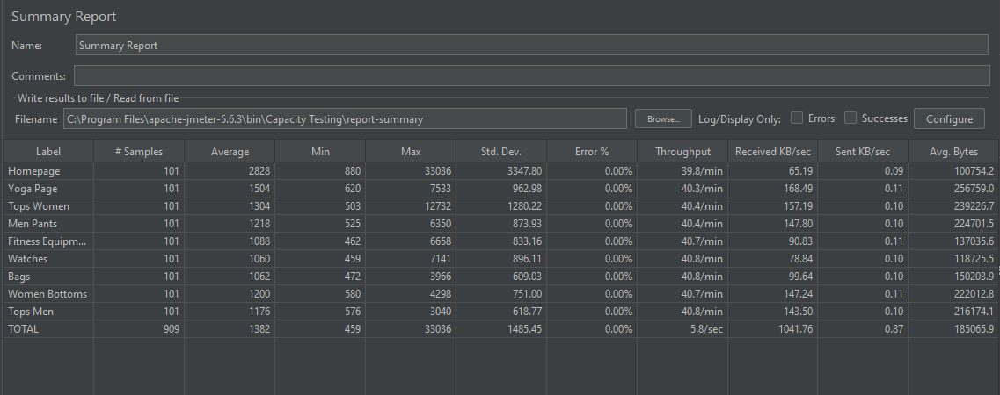 Summary Report
Name: Summary Report
Comments:
Write results to file / Read from file
Filename C:\Program Files\apache-jmeter-5.6.3\bin\Capacity Testing\report-summary Browse... Log/Display Only: Errors Successes Configure
Label # Samples Average Min Max Std. Dev. Error % Throughput Received KB/sec Sent KB/sec Avg. Bytes
Homepage 101 2828 880 33036 3347.80 0.00% 39.8/min 65.19 0.09 100754.2
Yoga Page 101 1504 620 7533 962.98 0.00% 40.3/min 168.49 0.11 256759.0
Tops Women 101 1304 503 12732 1280.22 0.00% 40.4/min 157.19 0.10 239226.7
Men Pants 101 1218 525 6350 873.93 0.00% 40.4/min 147.80 0.10 224701.5
Fitness Equipm... 101 1088 462 6658 833.16 0.00% 40.7/min 90.83 0.11 137035.6
Watches 101 1060 459 7141 896.11 0.00% 40.8/min 78.84 0.10 118725.5
Bags 101 1062 472 3966 609.03 0.00% 40.8/min 99.64 0.10 150203.9
Women Bottoms 101 1200 580 4298 751.00 0.00% 40.7/min 147.24 0.11 222012.8
Tops Men 101 1176 576 3040 618.77 0.00% 40.8/min 143.50 0.10 216174.1
TOTAL 909 1382 459 33036 1485.45 0.00% 5.8/sec 1041.76 0.87 185065.9